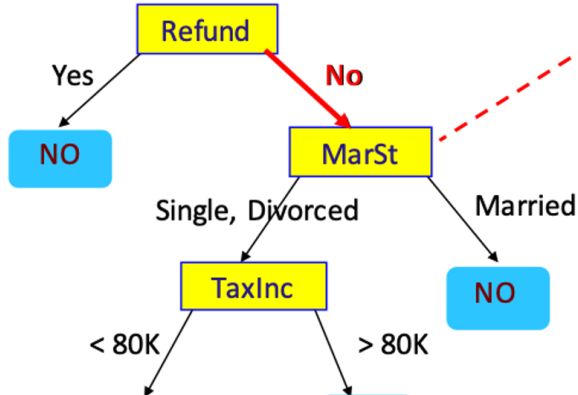 Refund
Yes
No
NO
MarSt
Single, Divorced
Married
TaxInc
NO
< 80K
> 80K